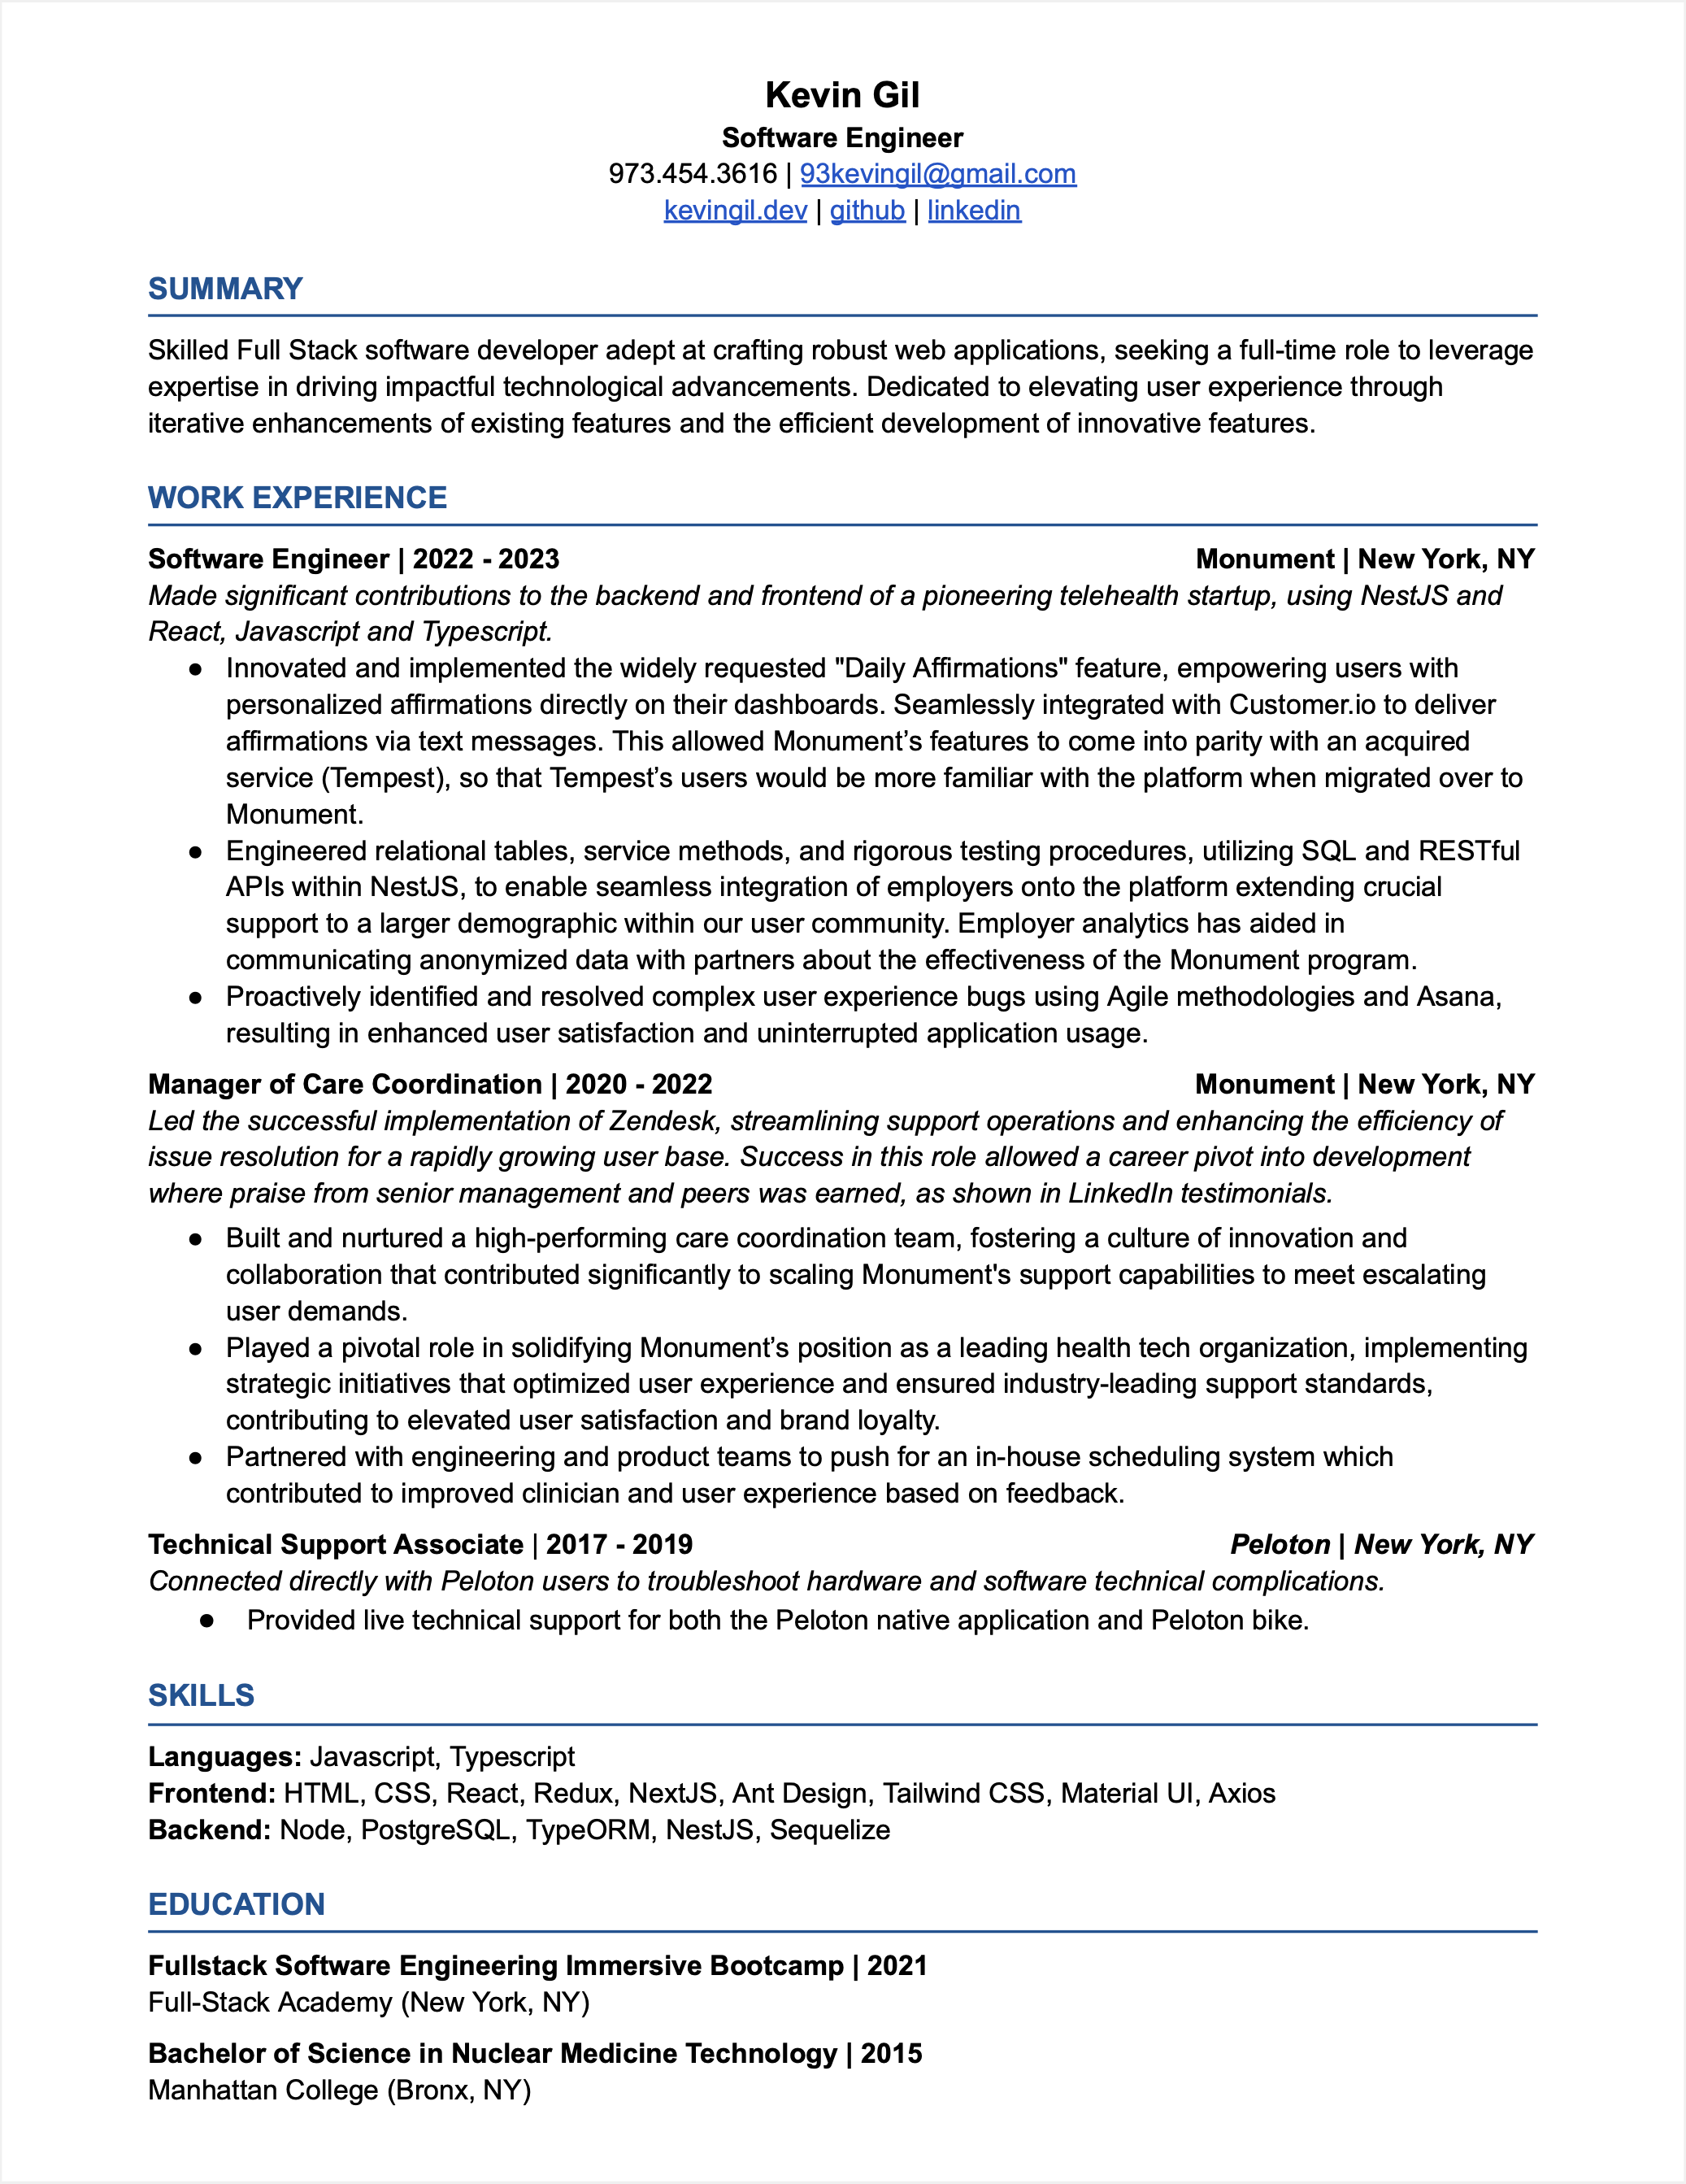 Kevin Gil
Software Engineer
973.454.3616 | 93kevingil@gmail.com
kevingil.dev | github | linkedin
SUMMARY
Skilled Full Stack software developer adept at crafting robust web applications, seeking a full-time role to leverage
expertise in driving impactful technological advancements. Dedicated to elevating user experience through
iterative enhancements of existing features and the efficient development of innovative features.
WORK EXPERIENCE
Software Engineer | 2022 - 2023 Monument | New York, NY
Made significant contributions to the backend and frontend of a pioneering telehealth startup, using NestJS and
React, Javascript and Typescript.
● Innovated and implemented the widely requested "Daily Affirmations" feature, empowering users with
personalized affirmations directly on their dashboards. Seamlessly integrated with Customer.io to deliver
affirmations via text messages. This allowed Monument’s features to come into parity with an acquired
service (Tempest), so that Tempest’s users would be more familiar with the platform when migrated over to
Monument.
● Engineered relational tables, service methods, and rigorous testing procedures, utilizing SQL and RESTful
APIs within NestJS, to enable seamless integration of employers onto the platform extending crucial
support to a larger demographic within our user community. Employer analytics has aided in
communicating anonymized data with partners about the effectiveness of the Monument program.
● Proactively identified and resolved complex user experience bugs using Agile methodologies and Asana,
resulting in enhanced user satisfaction and uninterrupted application usage.
Manager of Care Coordination | 2020 - 2022 Monument | New York, NY
Led the successful implementation of Zendesk, streamlining support operations and enhancing the efficiency of
issue resolution for a rapidly growing user base. Success in this role allowed a career pivot into development
where praise from senior management and peers was earned, as shown in LinkedIn testimonials.
● Built and nurtured a high-performing care coordination team, fostering a culture of innovation and
collaboration that contributed significantly to scaling Monument's support capabilities to meet escalating
user demands.
● Played a pivotal role in solidifying Monument’s position as a leading health tech organization, implementing
strategic initiatives that optimized user experience and ensured industry-leading support standards,
contributing to elevated user satisfaction and brand loyalty.
● Partnered with engineering and product teams to push for an in-house scheduling system which
contributed to improved clinician and user experience based on feedback.
Technical Support Associate | 2017 - 2019 Peloton | New York, NY
Connected directly with Peloton users to troubleshoot hardware and software technical complications.
● Provided live technical support for both the Peloton native application and Peloton bike.
SKILLS
Languages: Javascript, Typescript
Frontend: HTML, CSS, React, Redux, NextJS, Ant Design, Tailwind CSS, Material UI, Axios
Backend: Node, PostgreSQL, TypeORM, NestJS, Sequelize
EDUCATION
Fullstack Software Engineering Immersive Bootcamp | 2021
Full-Stack Academy (New York, NY)
Bachelor of Science in Nuclear Medicine Technology | 2015
Manhattan College (Bronx, NY)